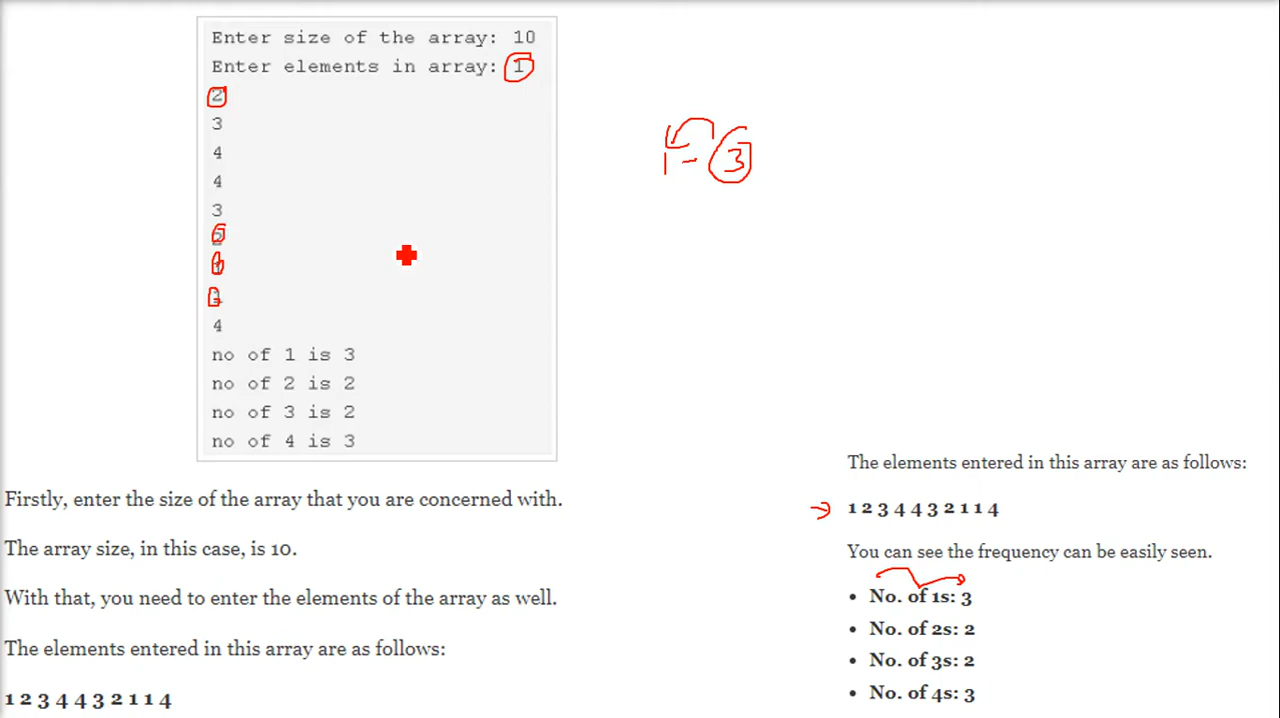 Enter size of the array: 10
Enter elements in array: 1
2
3
4
4
3
2
1
1
4
no of 1 is 3
no of 2 is 2
no of 3 is 2
no of 4 is 3
1 - 3
Firstly, enter the size of the array that you are concerned with.
The array size, in this case, is 10.
With that, you need to enter the elements of the array as well.
The elements entered in this array are as follows:
1 2 3 4 4 3 2 1 1 4
The elements entered in this array are as follows:
1 2 3 4 4 3 2 1 1 4
You can see the frequency can be easily seen.
• No. of 1s: 3
• No. of 2s: 2
• No. of 3s: 2
• No. of 4s: 3